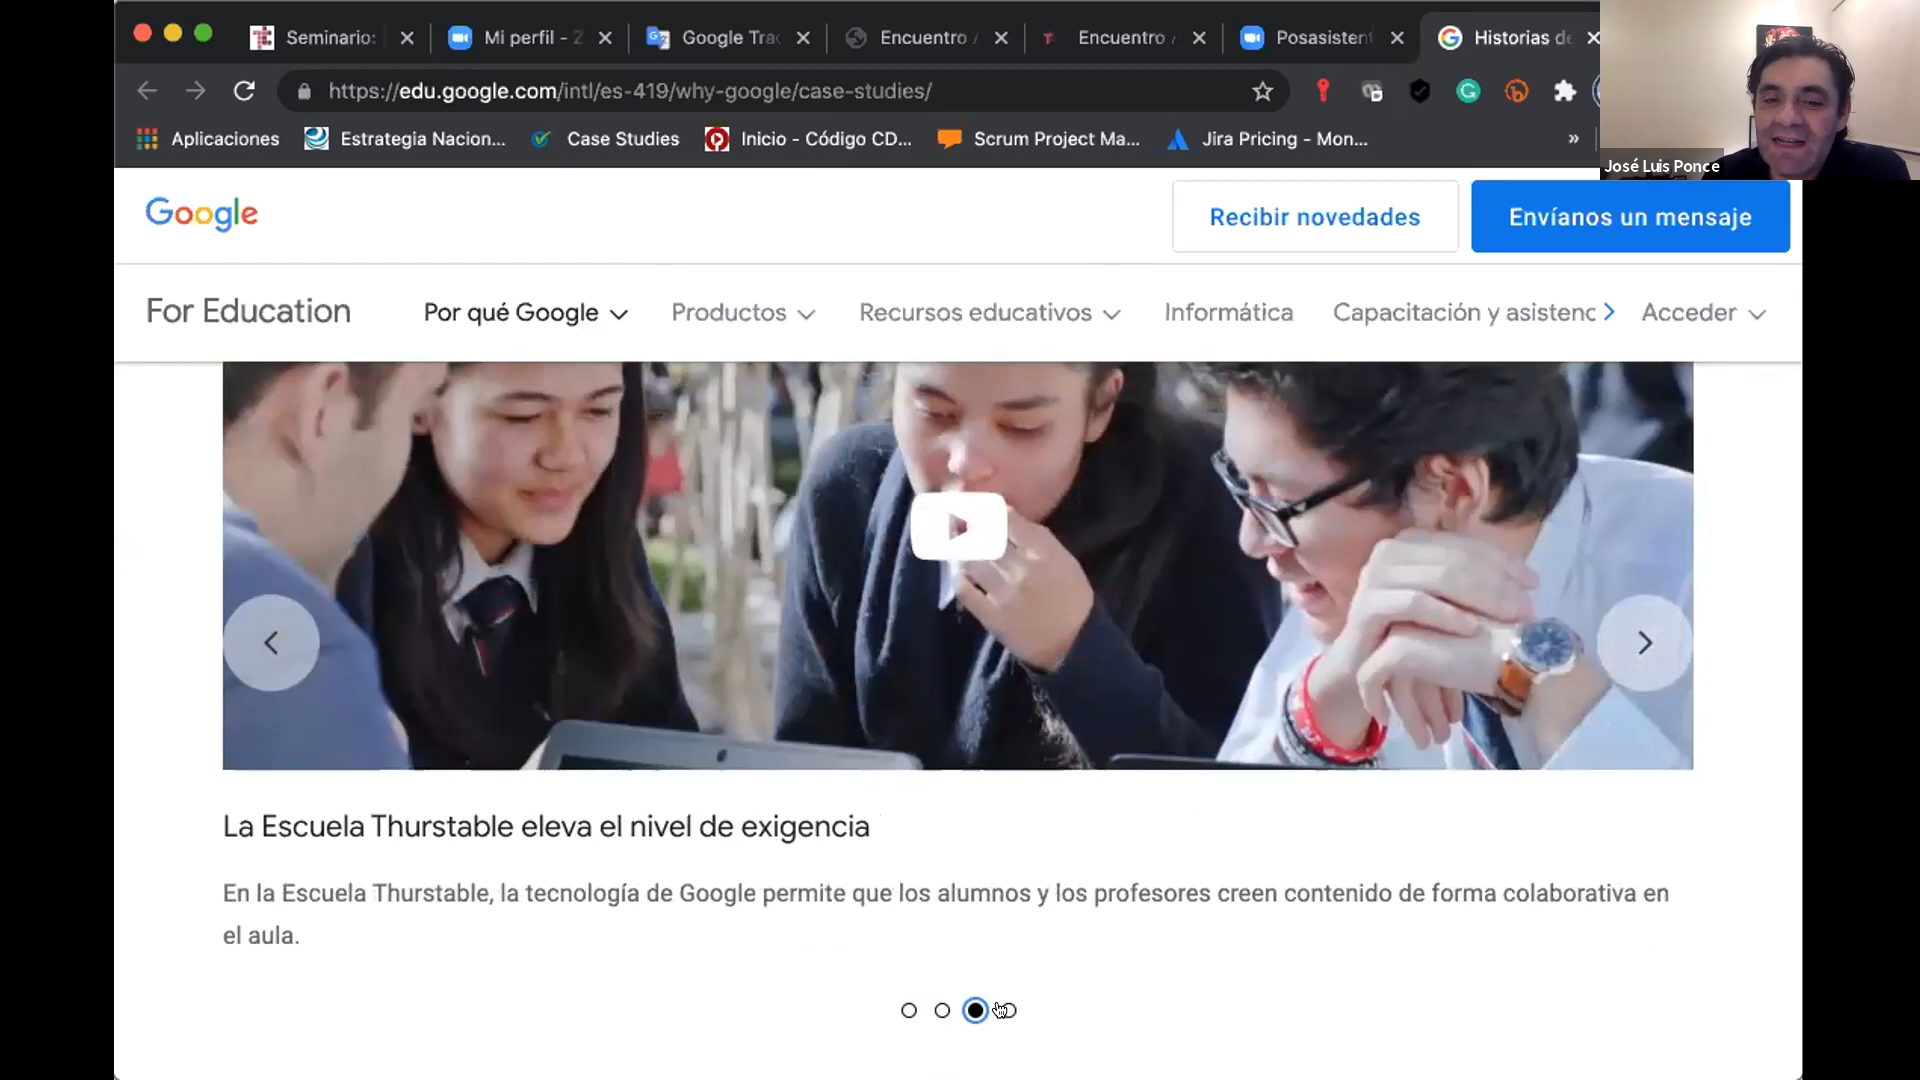 Seminario:
Mi perfil - Z
Google Trad
Encuentro A
Encuentro A
Posasistent
Historias de
José Luis Ponce
https://edu.google.com/intl/es-419/why-google/case-studies/
Aplicaciones
Estrategia Nacion...
Case Studies
Inicio - Código CD...
Scrum Project Ma...
Jira Pricing - Mon...
»
Google
Recibir novedades
Envíanos un mensaje
For Education
Por qué Google
Productos
Recursos educativos
Informática
Capacitación y asistenc
Acceder
La Escuela Thurstable eleva el nivel de exigencia
En la Escuela Thurstable, la tecnología de Google permite que los alumnos y los profesores creen contenido de forma colaborativa en
el aula.